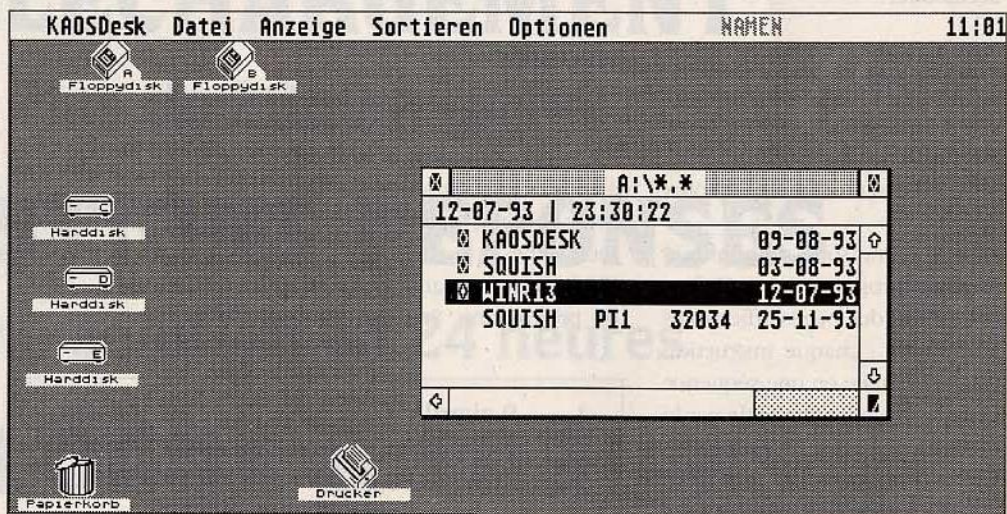 KAOSDesk Datei Anzeige Sortieren Optionen NAMEN 11:01
A B
Floppydisk Floppydisk
A:\*.*
12-07-93 | 23:30:22
KAOSDESK 09-08-93
SQUISH 03-08-93
WINR13 12-07-93
SQUISH PI1 32034 25-11-93
C
Harddisk
D
Harddisk
E
Harddisk
24 heures
Papierkorb
Drucker